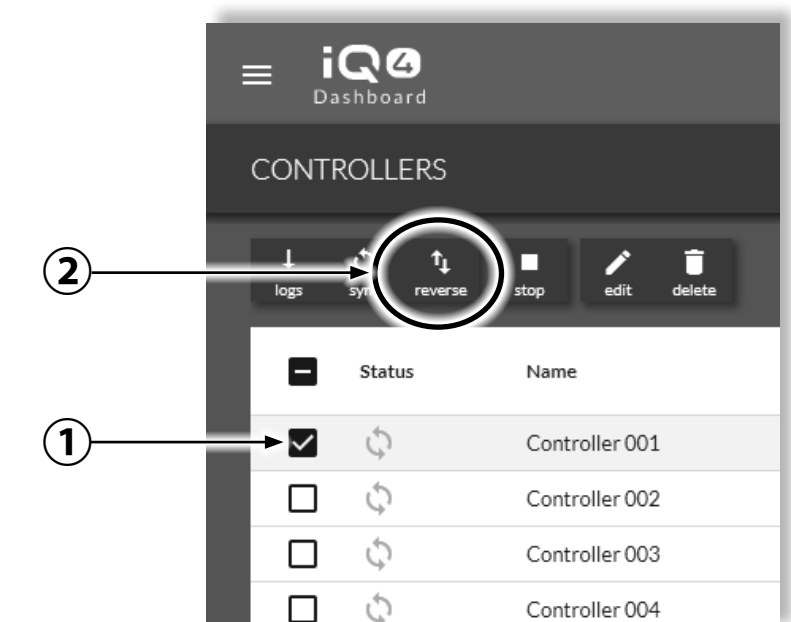 iQ4
Dashboard
CONTROLLERS
2
logs
reverse
stop
edit
delete
Status
Name
1
Controller 001
Controller 002
Controller 003
Controller 004